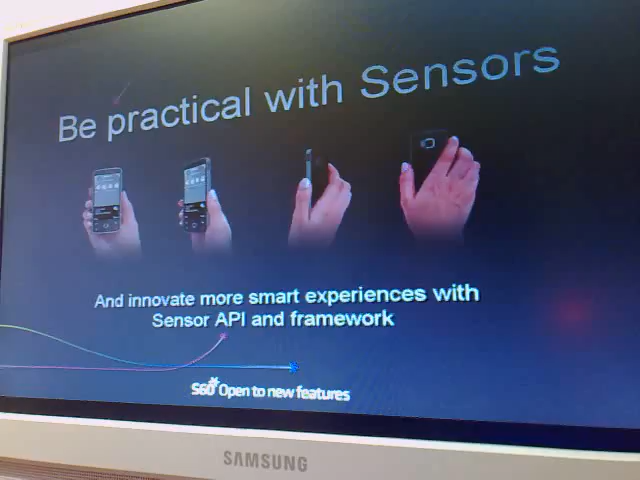 Be practical with Sensors
And innovate more smart experiences with
Sensor API and framework
S60 Open to new features
SAMSUNG